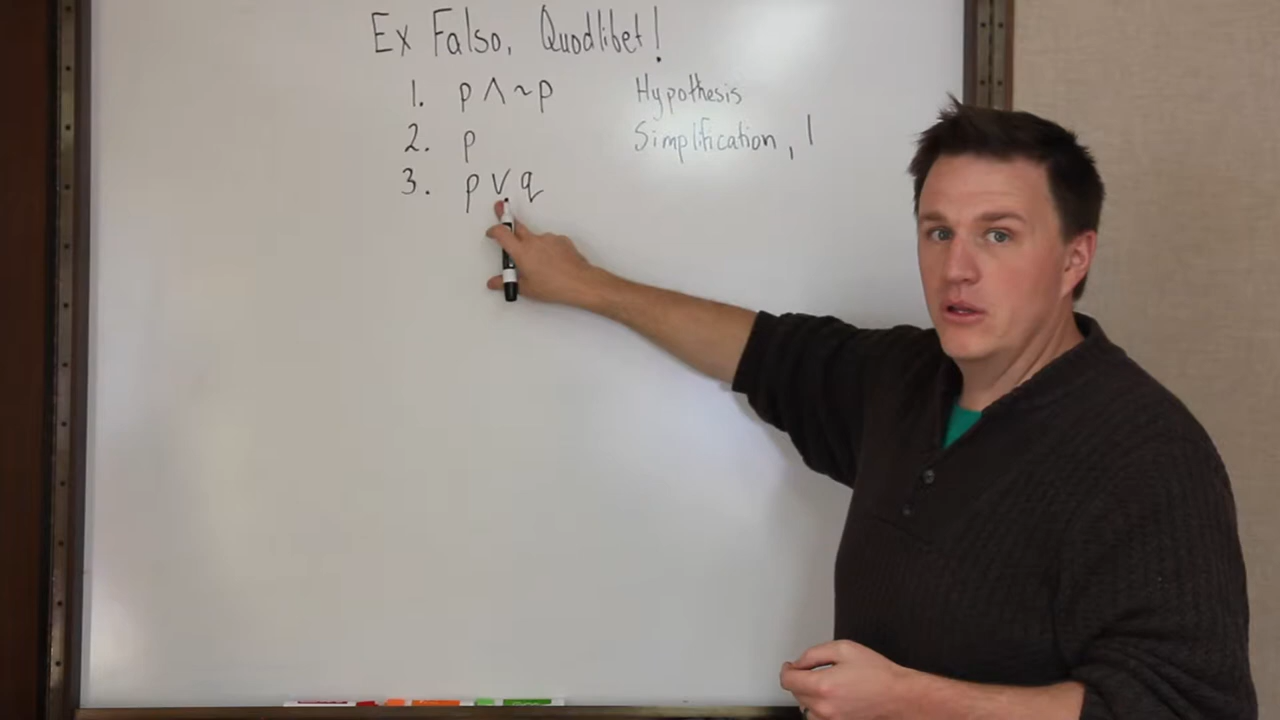 Ex Falso, Quodlibet!
1. p ∧ ~p Hypothesis
2. p Simplification, 1
3. p ∨ q